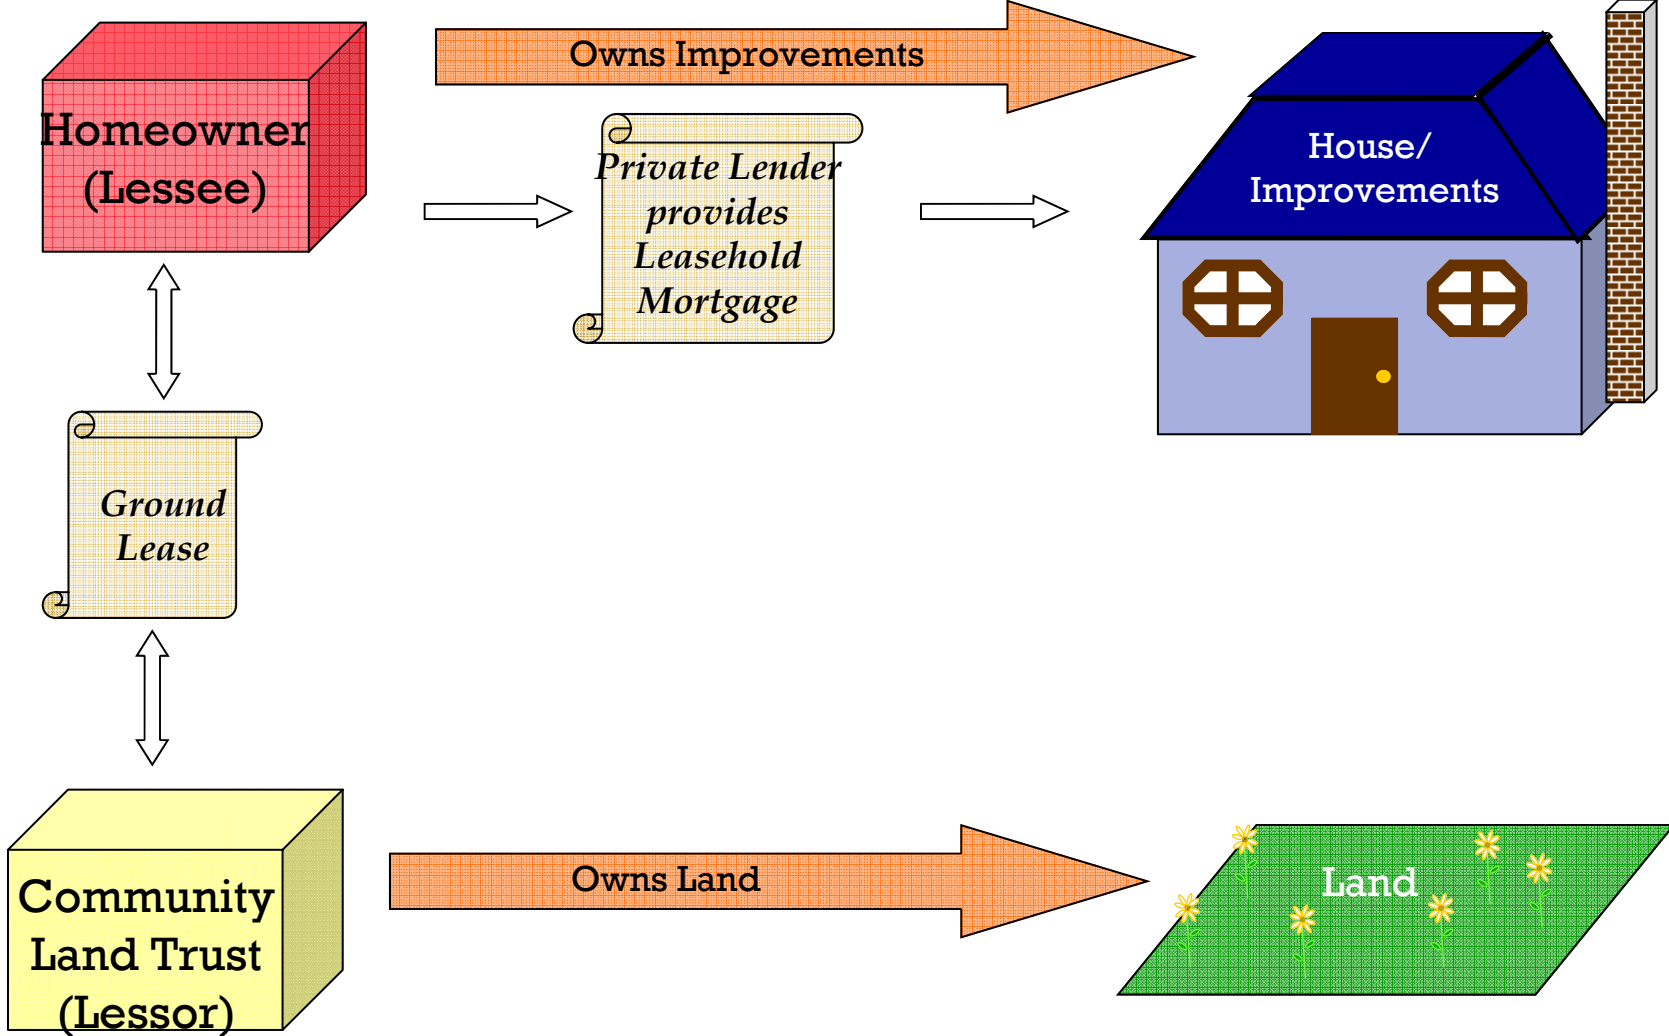 Owns Improvements
Homeowner
(Lessee)
Private Lender
provides
Leasehold
Mortgage
House/
Improvements
Ground
Lease
Community
Land Trust
(Lessor)
Owns Land
Land